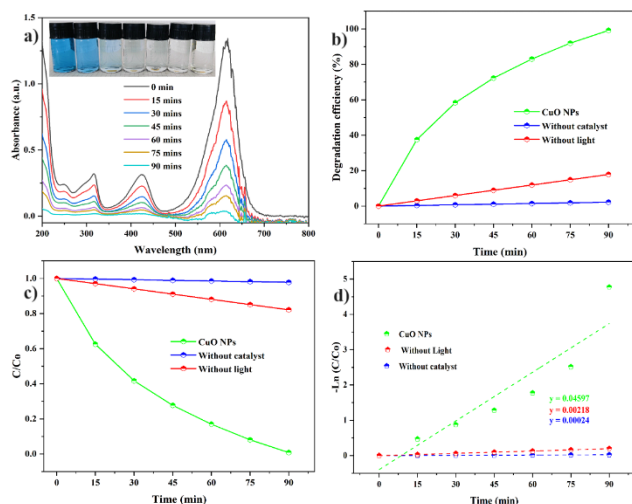 a)
0 min
15 mins
30 mins
45 mins
60 mins
75 mins
90 mins
1.5
1.0
0.5
0.0
Absorbance (a.u.)
200 300 400 500 600 700 800
Wavelength (nm)
b)
100
80
60
40
20
0
Degradation efficiency (%)
CuO NPs
Without catalyst
Without light
0 15 30 45 60 75 90
Time (min)
c)
1.0
0.8
0.6
0.4
0.2
0.0
C/Co
Without catalyst
Without light
CuO NPs
0 15 30 45 60 75 90
Time (min)
d)
5
4
3
2
1
0
-Ln (C/Co)
CuO NPs
Without Light
Without catalyst
y = 0.04597
y = 0.00218
y = 0.00024
0 15 30 45 60 75 90
Time (min)